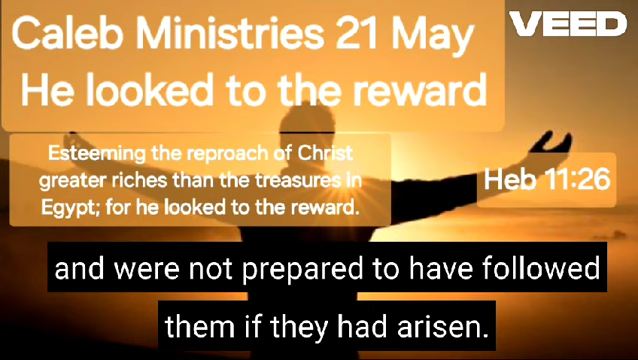 Caleb Ministries 21 May
VEED
He looked to the reward
Esteeming the reproach of Christ
greater riches than the treasures in
Egypt; for he looked to the reward.
Heb 11:26
and were not prepared to have followed
them if they had arisen.